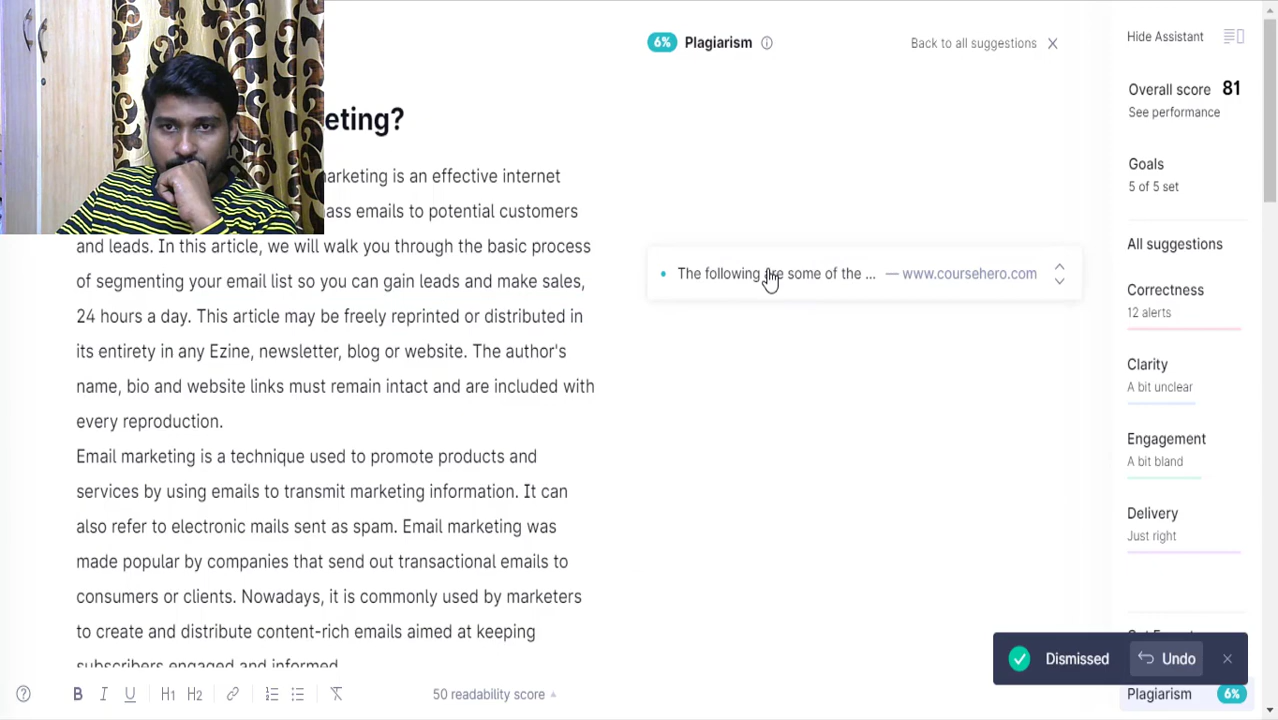 6% Plagiarism
Back to all suggestions
Hide Assistant
Overall score 81
See performance
Goals
5 of 5 set
All suggestions
Correctness
12 alerts
Clarity
A bit unclear
Engagement
A bit bland
Delivery
Just right
eting?
marketing is an effective internet
ass emails to potential customers
and leads. In this article, we will walk you through the basic process
of segmenting your email list so you can gain leads and make sales,
24 hours a day. This article may be freely reprinted or distributed in
its entirety in any Ezine, newsletter, blog or website. The author's
name, bio and website links must remain intact and are included with
every reproduction.
Email marketing is a technique used to promote products and
services by using emails to transmit marketing information. It can
also refer to electronic mails sent as spam. Email marketing was
made popular by companies that send out transactional emails to
consumers or clients. Nowadays, it is commonly used by marketers
to create and distribute content-rich emails aimed at keeping
subscribers engaged and informed.
The following are some of the ... — www.coursehero.com
Dismissed Undo
Plagiarism 6%
B I U H1 H2
50 readability score